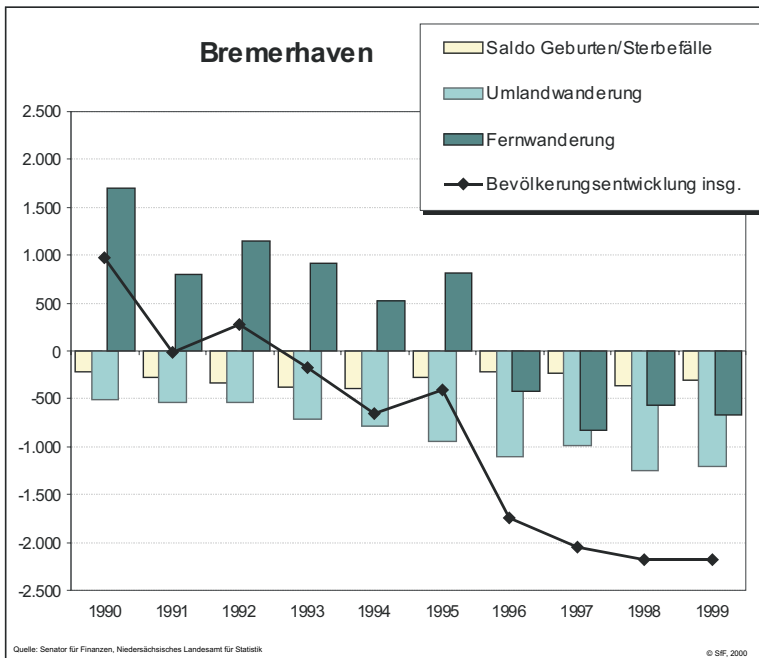 Bremerhaven
Saldo Geburten/Sterbefälle
Umlandwanderung
Fernwanderung
Bevölkerungsentwicklung insg.
2.500
2.000
1.500
1.000
500
0
-500
-1.000
-1.500
-2.000
-2.500
1990 1991 1992 1993 1994 1995 1996 1997 1998 1999
Quelle: Senator für Finanzen, Niedersächsisches Landesamt für Statistik
© SfF, 2000